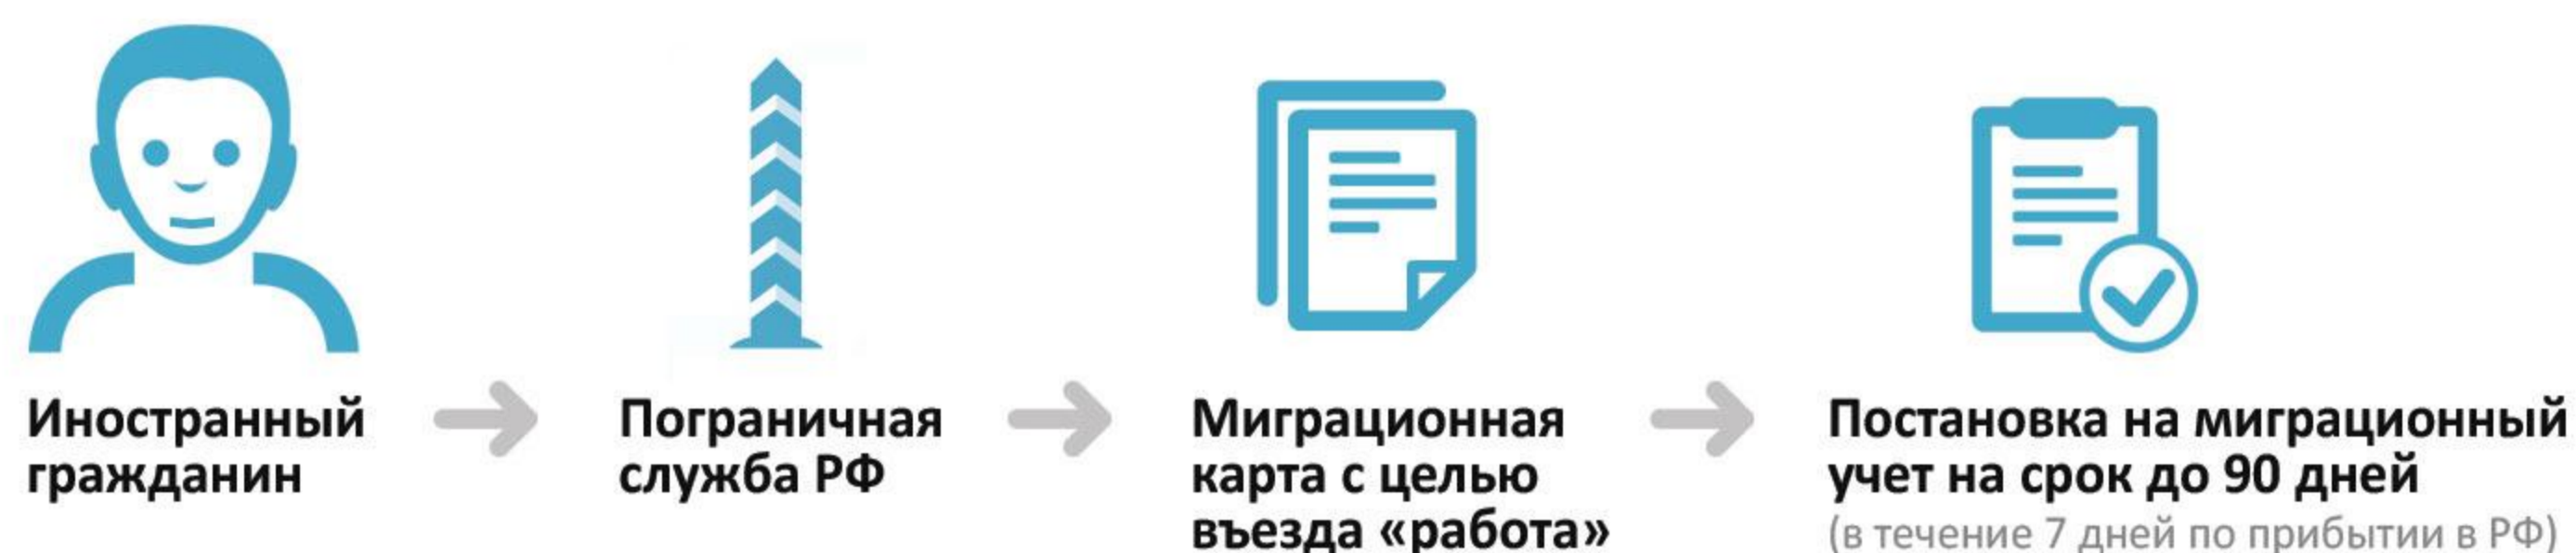 Иностранный
гражданин
Пограничная
служба РФ
Миграционная
карта с целью
въезда «работа»
Постановка на миграционный
учет на срок до 90 дней
(в течение 7 дней по прибытии в РФ)